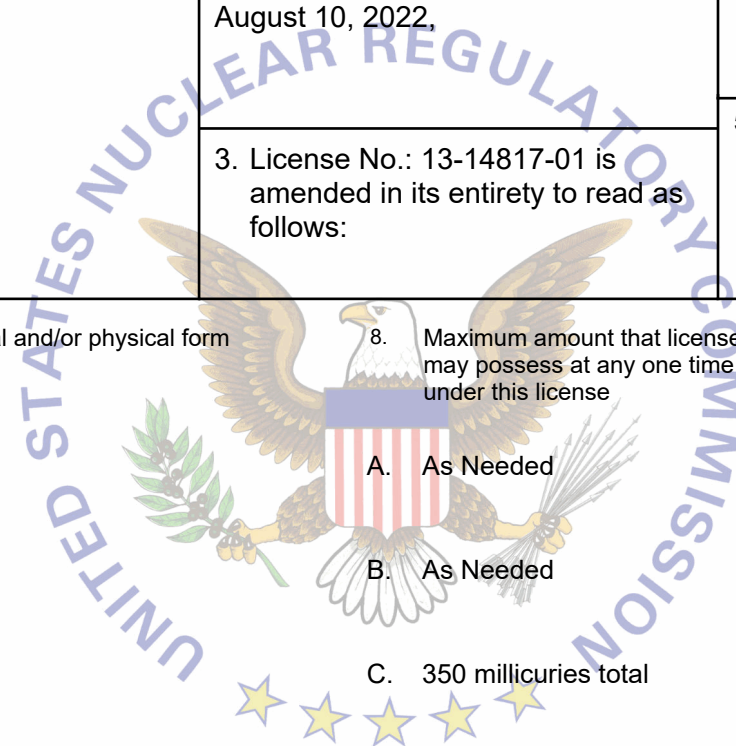 August 10, 2022,
3. License No.: 13-14817-01 is
amended in its entirety to read as
follows:
l and/or physical form
8. Maximum amount that license
may possess at any one time
under this license
A. As Needed
B. As Needed
C. 350 millicuries total
UNITED STATES NUCLEAR REGULATORY COMMISSION